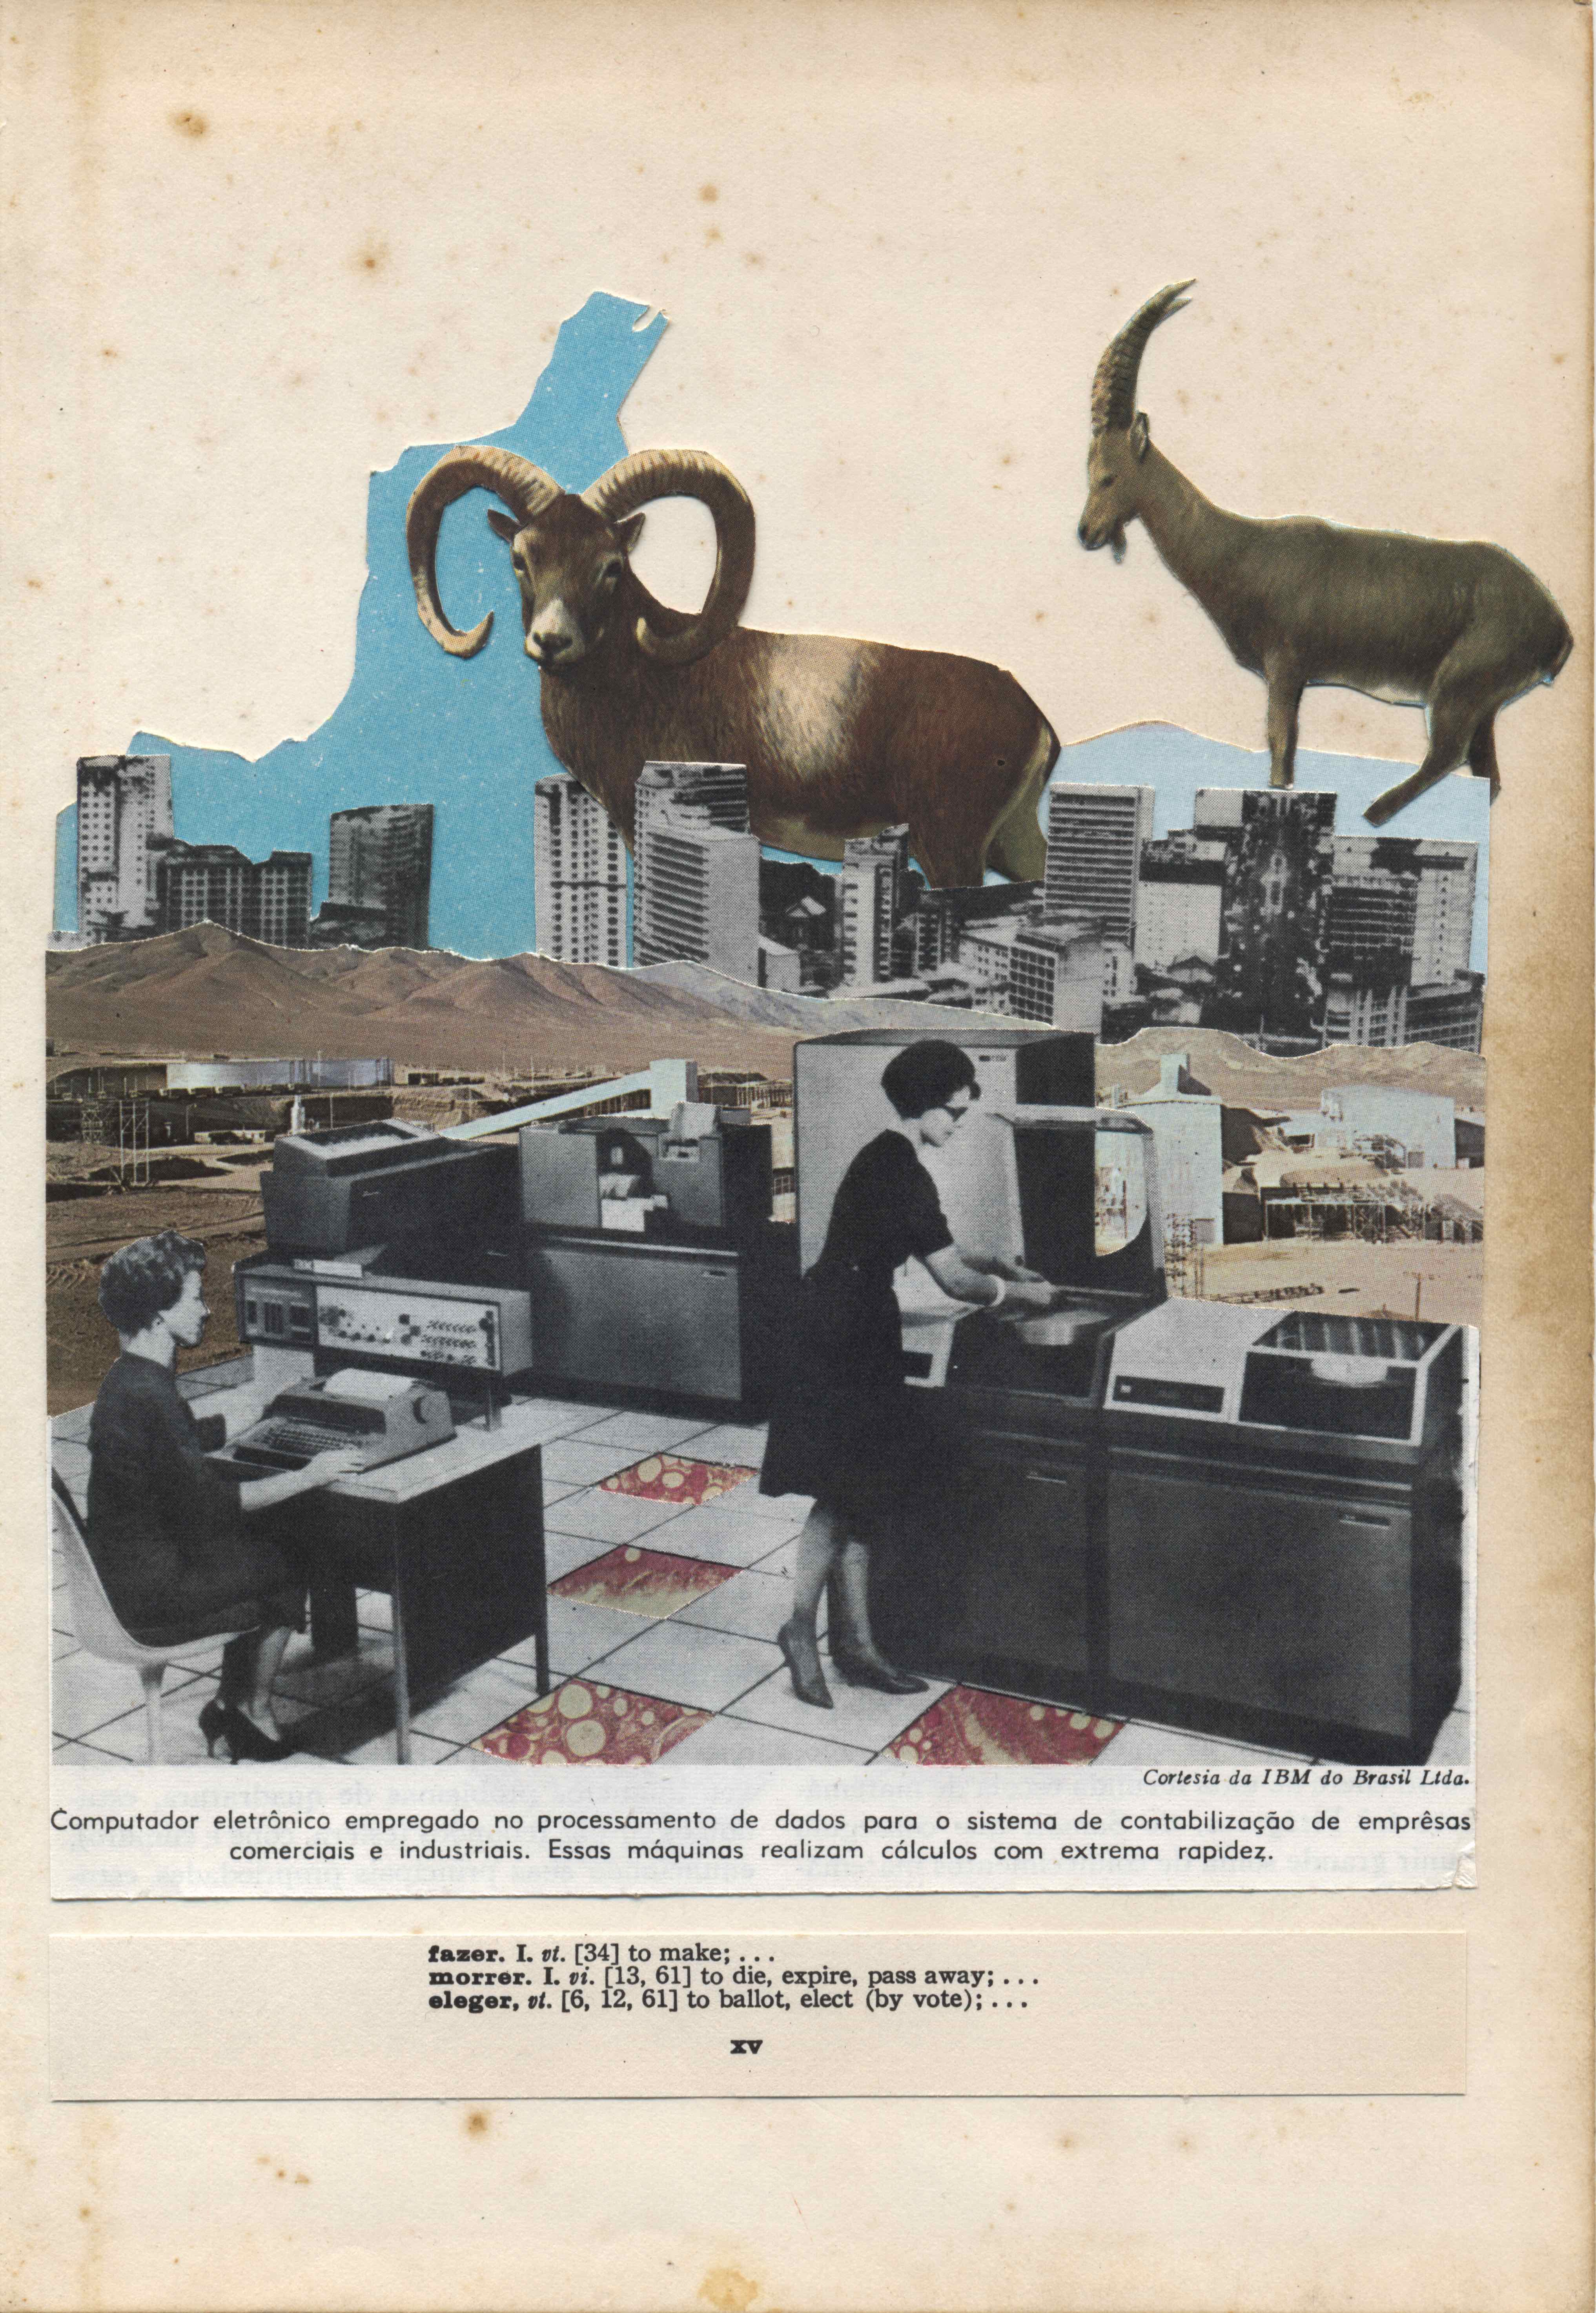 Cortesia da IBM do Brasil Ltda.
Computador eletrônico empregado no processamento de dados para o sistema de contabilização de emprêsas
comerciais e industriais. Essas máquinas realizam cálculos com extrema rapidez.
fazer. I. vt. [34] to make; . . .
morrer. I. vi. [13, 61] to die, expire, pass away; . . .
eleger, vt. [6, 12, 61] to ballot, elect (by vote); . . .
xv